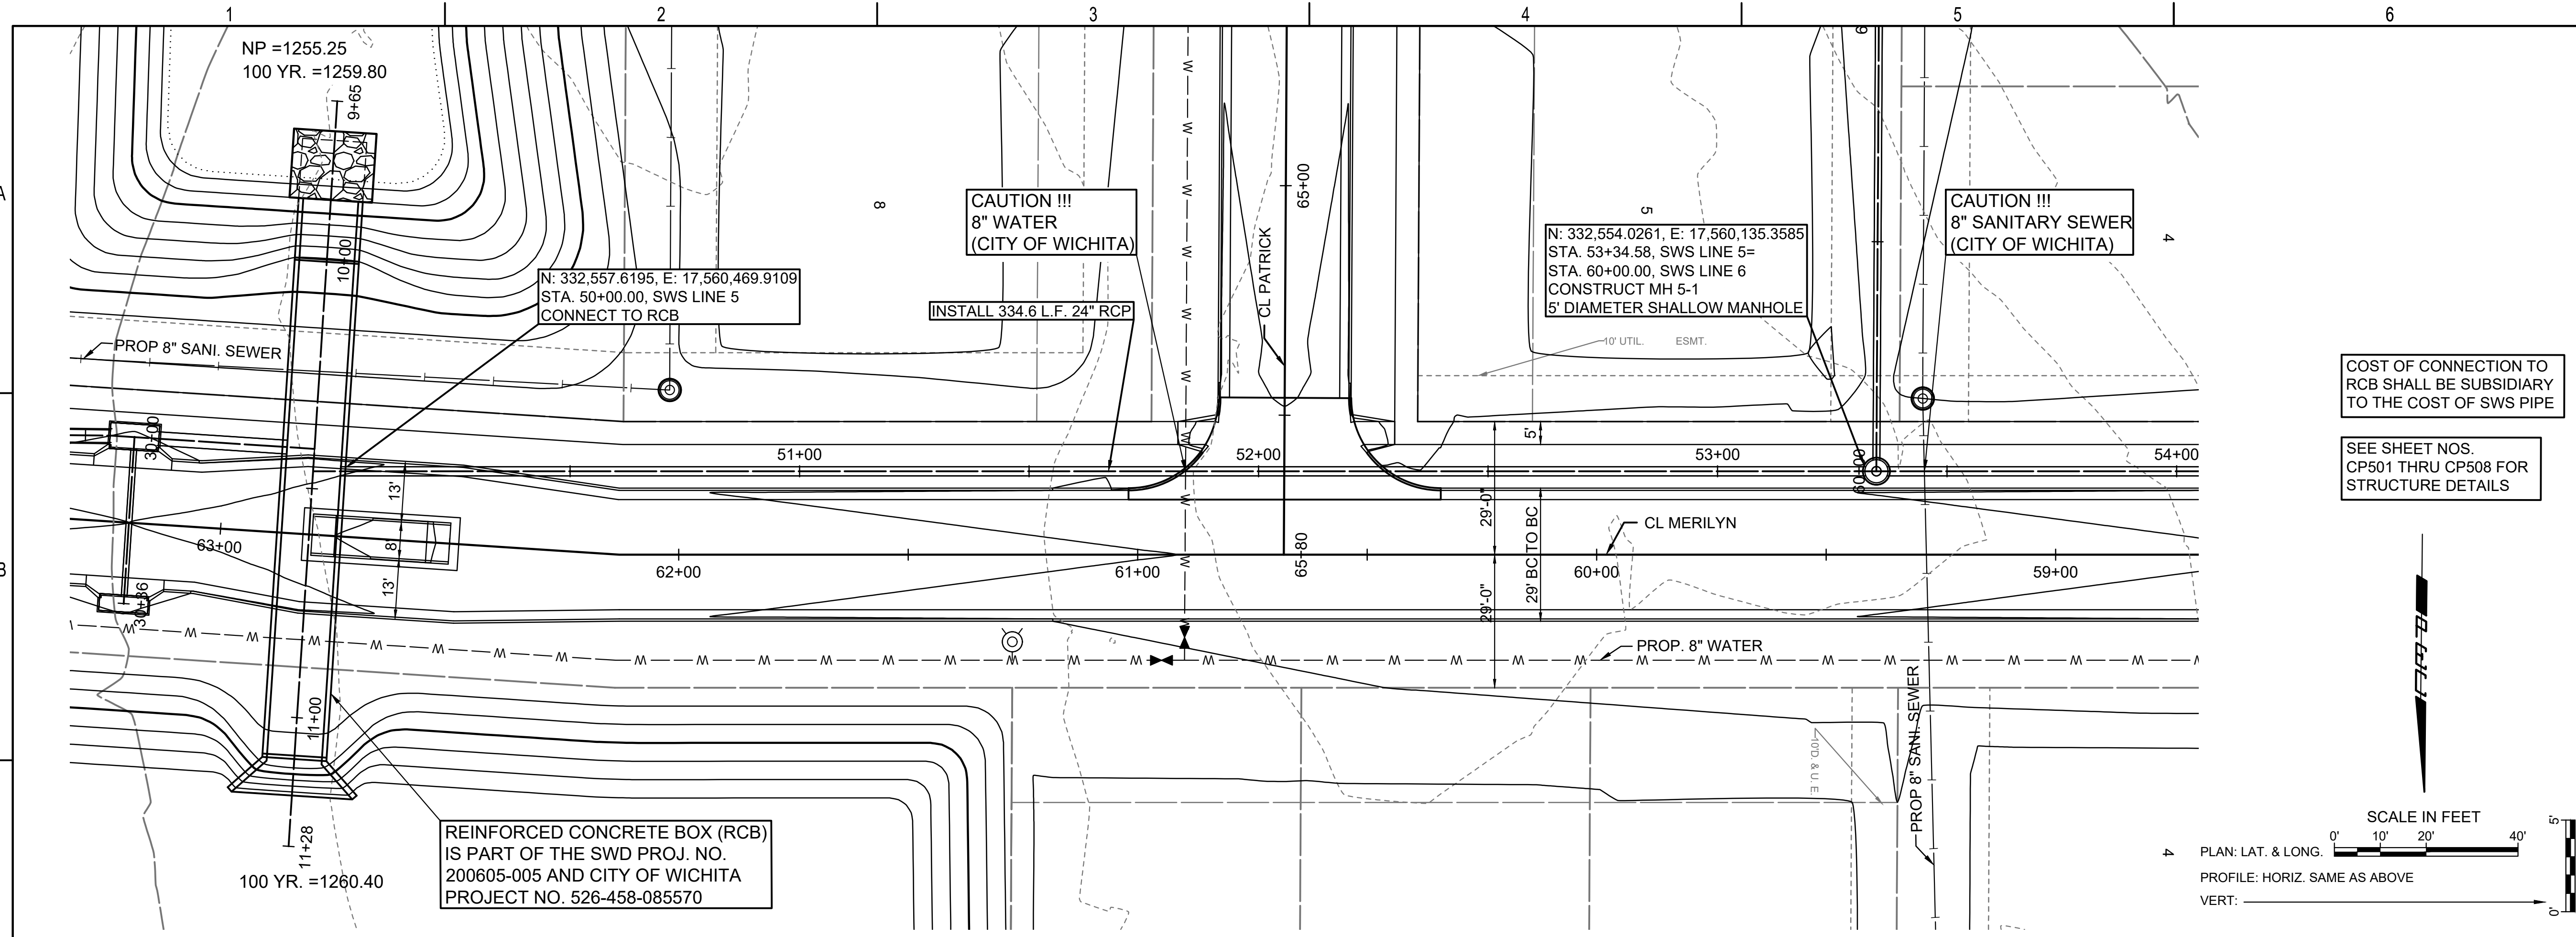 1
2
3
4
5
6
A
B
NP =1255.25
100 YR. =1259.80
9+65
10+00
N: 332,557.6195, E: 17,560,469.9109
STA. 50+00.00, SWS LINE 5
CONNECT TO RCB
PROP 8" SANI. SEWER
8
CAUTION !!!
8" WATER
(CITY OF WICHITA)
INSTALL 334.6 L.F. 24" RCP
CL PATRICK
65+00
5
N: 332,554.0261, E: 17,560,135.3585
STA. 53+34.58, SWS LINE 5=
STA. 60+00.00, SWS LINE 6
CONSTRUCT MH 5-1
5' DIAMETER SHALLOW MANHOLE
10' UTIL. ESMT.
CAUTION !!!
8" SANITARY SEWER
(CITY OF WICHITA)
4
COST OF CONNECTION TO
RCB SHALL BE SUBSIDIARY
TO THE COST OF SWS PIPE
SEE SHEET NOS.
CP501 THRU CP508 FOR
STRUCTURE DETAILS
30+00
51+00
52+00
53+00
54+00
60+00
5'
13'
8'
13'
29'-0"
29'-0"
29' BC TO BC
CL MERILYN
63+00
62+00
61+00
65+80
60+00
59+00
30+36
W W W W W W W W W W W W W W W W W W W W W W W W W W W W W W W W W W
PROP. 8" WATER
PROP 8" SANI. SEWER
10' D. & U. E.
11+00
11+28
100 YR. =1260.40
REINFORCED CONCRETE BOX (RCB)
IS PART OF THE SWD PROJ. NO.
200605-005 AND CITY OF WICHITA
PROJECT NO. 526-458-085570
4
SCALE IN FEET
0' 10' 20' 40'
PLAN: LAT. & LONG.
PROFILE: HORIZ. SAME AS ABOVE
VERT:
5'
0'